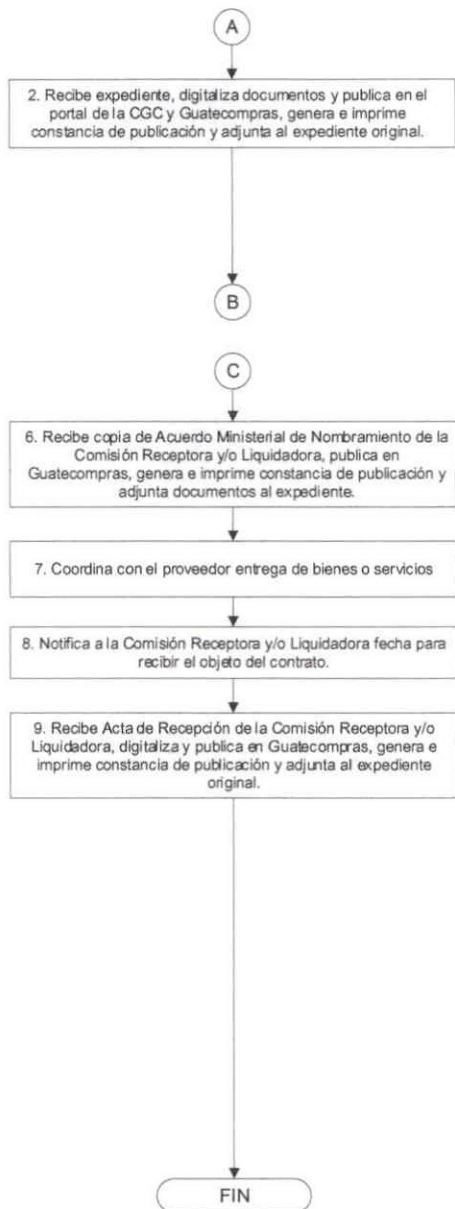 A
2. Recibe expediente, digitaliza documentos y publica en el
portal de la CGC y Guatecompras, genera e imprime
constancia de publicación y adjunta al expediente original.
B
C
6. Recibe copia de Acuerdo Ministerial de Nombramiento de la
Comisión Receptora y/o Liquidadora, publica en
Guatecompras, genera e imprime constancia de publicación y
adjunta documentos al expediente.
7. Coordina con el proveedor entrega de bienes o servicios
8. Notifica a la Comisión Receptora y/o Liquidadora fecha para
recibir el objeto del contrato.
9. Recibe Acta de Recepción de la Comisión Receptora y/o
Liquidadora, digitaliza y publica en Guatecompras, genera e
imprime constancia de publicación y adjunta al expediente
original.
FIN